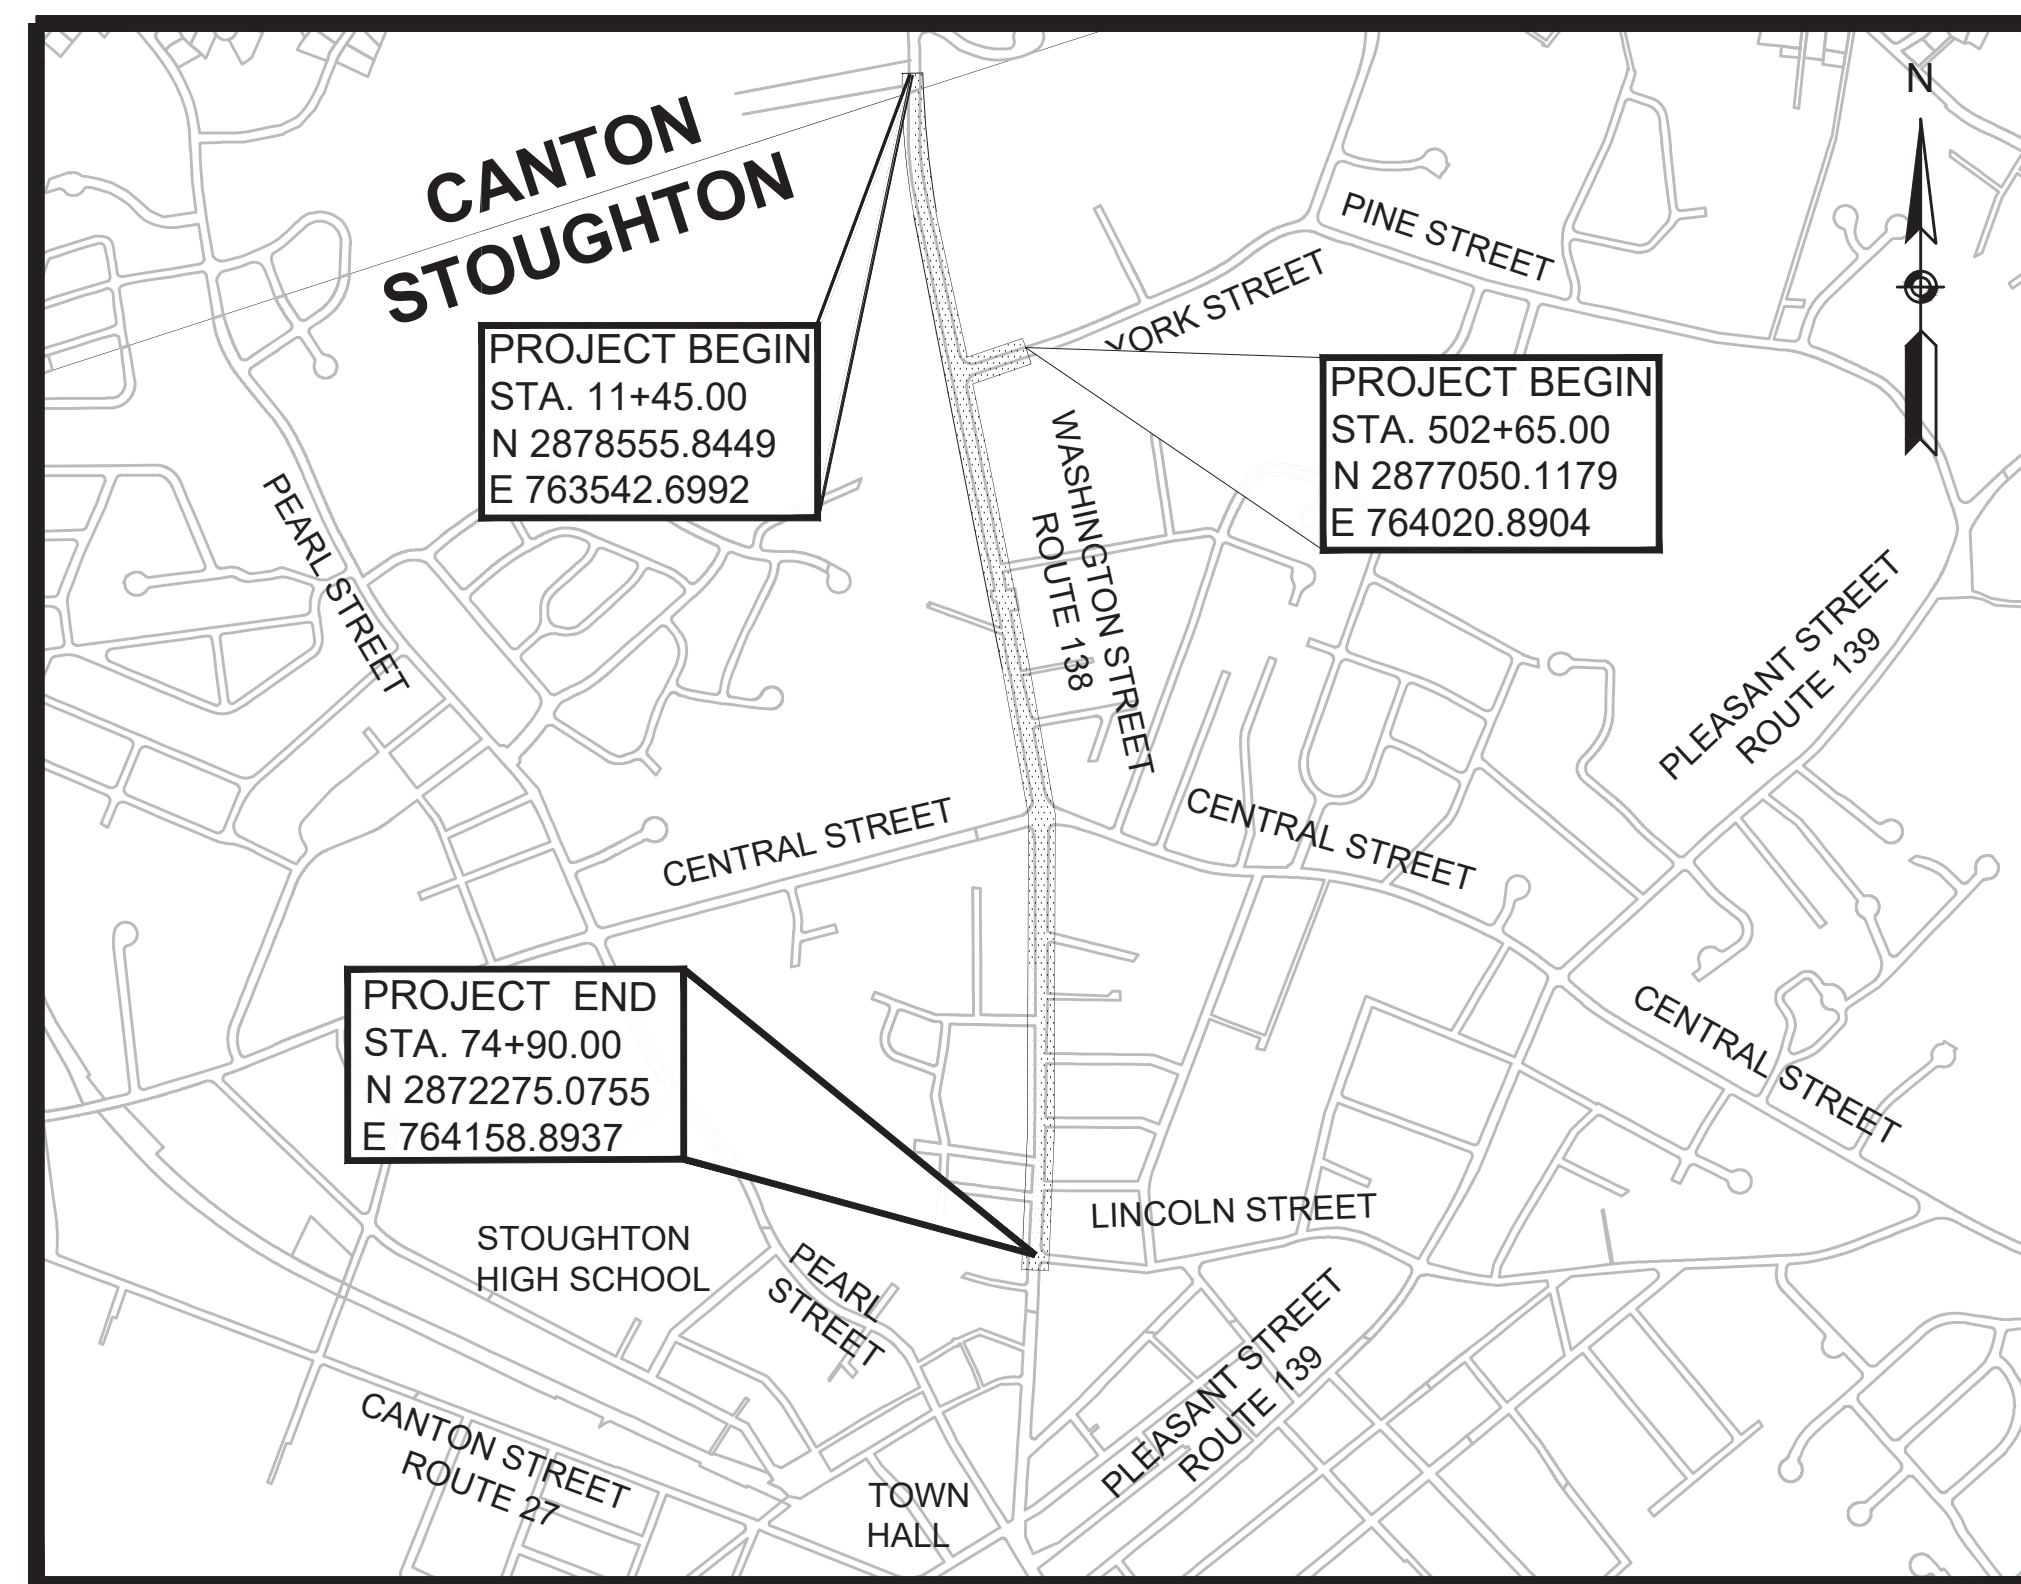 N
CANTON
STOUGHTON
PINE STREET
YORK STREET
PROJECT BEGIN
STA. 11+45.00
N 2878555.8449
E 763542.6992
PROJECT BEGIN
STA. 502+65.00
N 2877050.1179
E 764020.8904
WASHINGTON STREET
ROUTE 138
PEARL STREET
PLEASANT STREET
ROUTE 139
CENTRAL STREET
CENTRAL STREET
PROJECT END
STA. 74+90.00
N 2872275.0755
E 764158.8937
CENTRAL STREET
LINCOLN STREET
STOUGHTON
HIGH SCHOOL
PEARL
STREET
PLEASANT STREET
ROUTE 139
CANTON STREET
ROUTE 27
TOWN
HALL